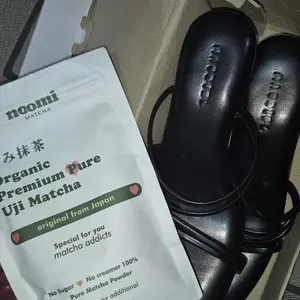 noomi
MATCHA
み抹茶
Organic
Premium Pure
Uji Matcha
original from Japan
Special for you
matcha addicts
No Sugar No creamer 100%
Pure Matcha Powder
additional